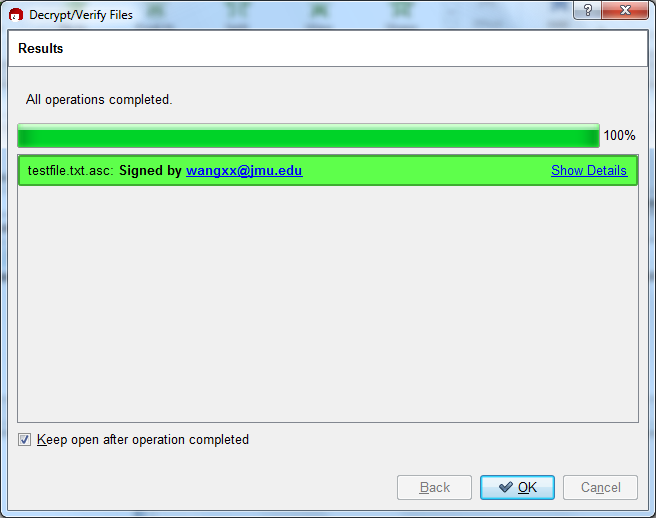 Decrypt/Verify Files
Results
All operations completed.
100%
testfile.txt.asc: Signed by wangxx@jmu.edu Show Details
Keep open after operation completed
Back OK Cancel